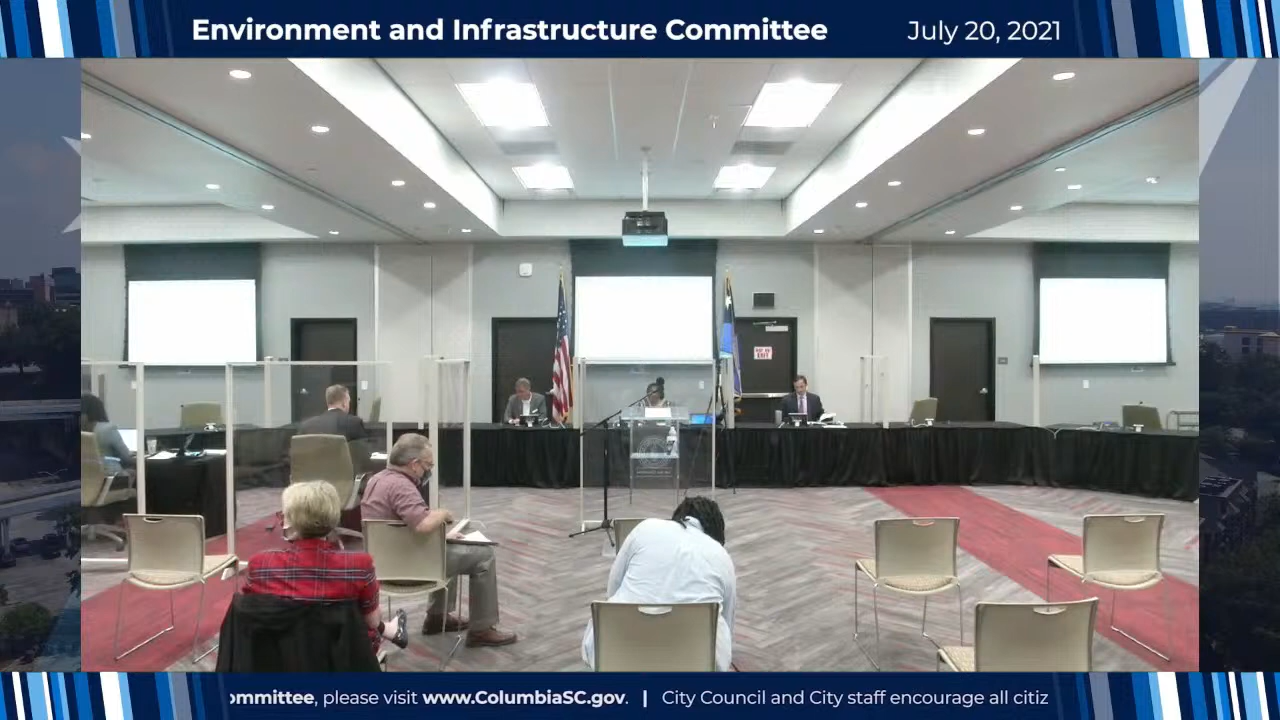 Environment and Infrastructure Committee
July 20, 2021
EXIT
ommittee, please visit www.ColumbiaSC.gov. | City Council and City staff encourage all citiz